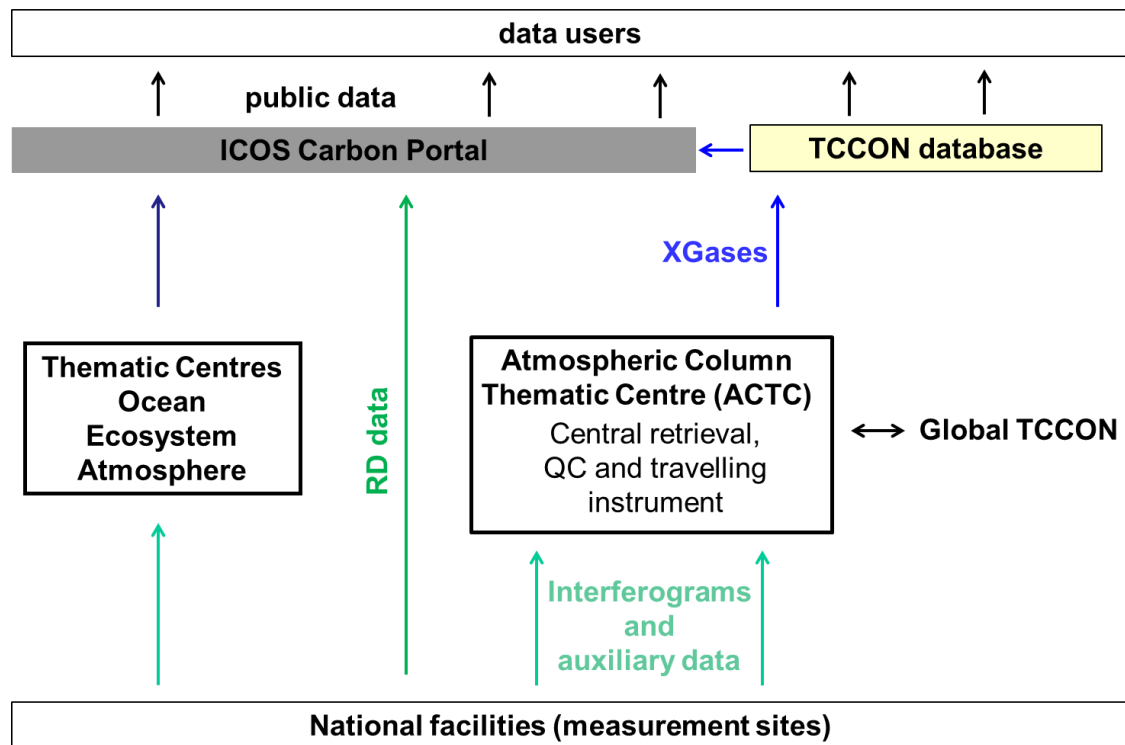 data users
public data
ICOS Carbon Portal
TCCON database
XGases
Thematic Centres
Ocean
Ecosystem
Atmosphere
RD data
Atmospheric Column
Thematic Centre (ACTC)
Central retrieval,
QC and travelling
instrument
Global TCCON
Interferograms
and
auxiliary data
National facilities (measurement sites)